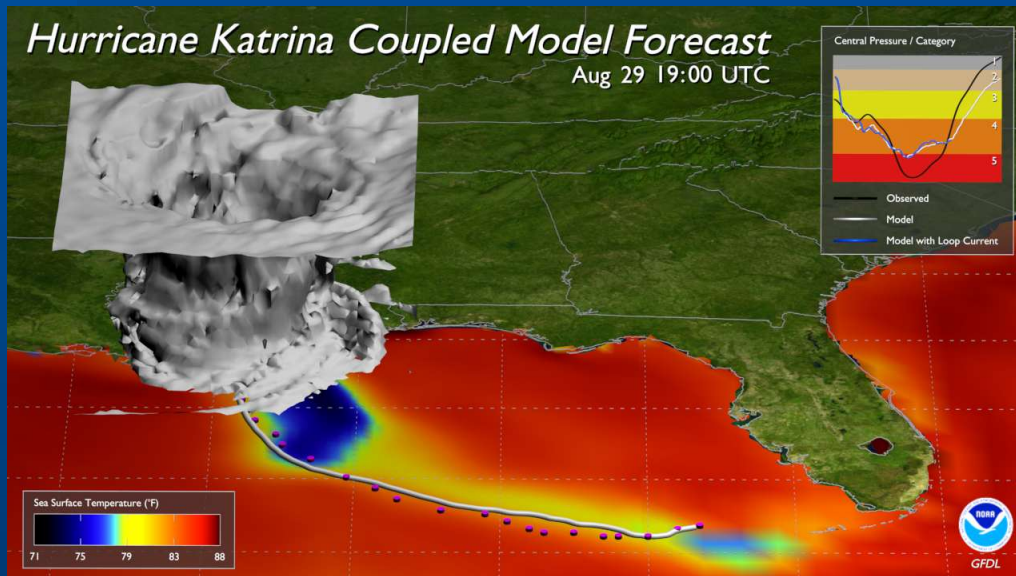 Hurricane Katrina Coupled Model Forecast
Aug 29 19:00 UTC
Central Pressure / Category
1
2
3
4
5
Observed
Model
Model with Loop Current
Sea Surface Temperature (°F)
71 75 79 83 88
NOAA
GFDL